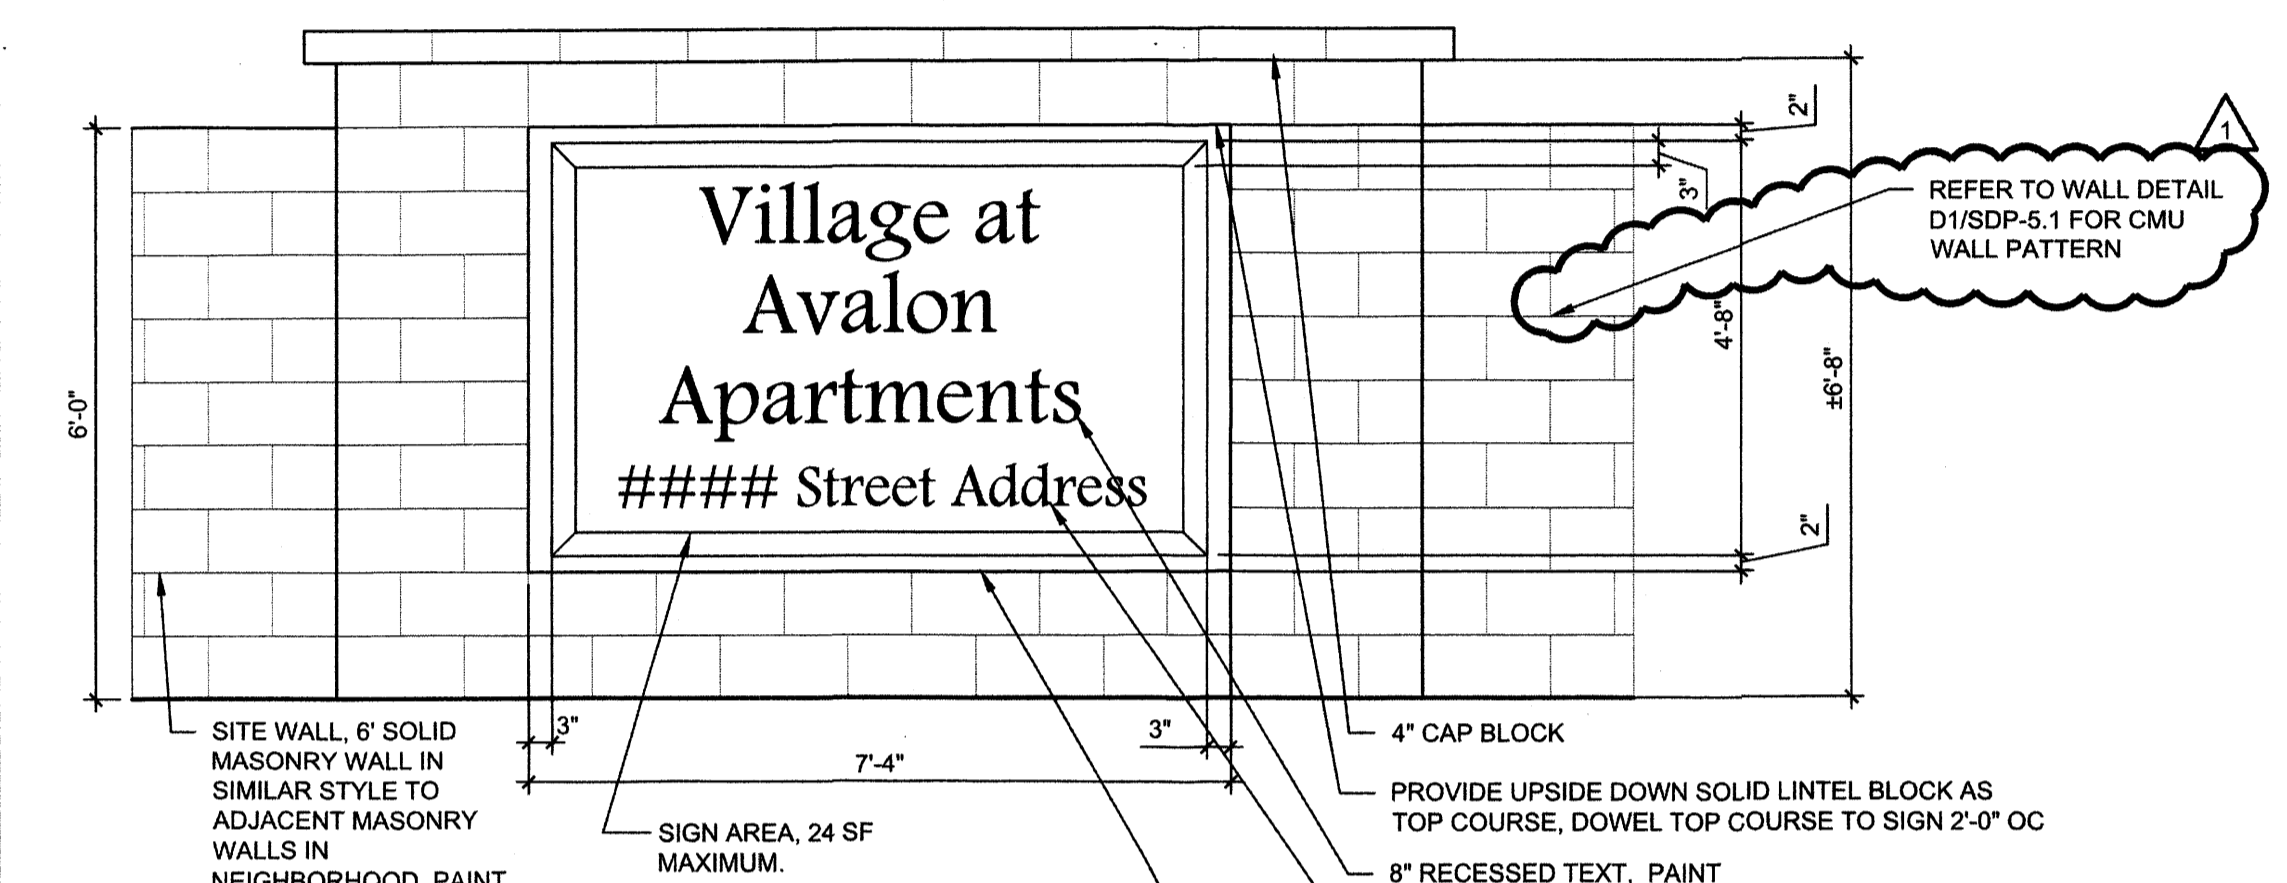 2"
1
3"
REFER TO WALL DETAIL
D1/SDP-5.1 FOR CMU
WALL PATTERN
Village at
Avalon
Apartments
#### Street Address
6'-0"
4'-8"
±6'-8"
2"
3"
3"
7'-4"
SITE WALL, 6' SOLID
MASONRY WALL IN
SIMILAR STYLE TO
ADJACENT MASONRY
WALLS IN
NEIGHBORHOOD, PAINT
SIGN AREA, 24 SF
MAXIMUM.
4" CAP BLOCK
PROVIDE UPSIDE DOWN SOLID LINTEL BLOCK AS
TOP COURSE, DOWEL TOP COURSE TO SIGN 2'-0" OC
8" RECESSED TEXT, PAINT